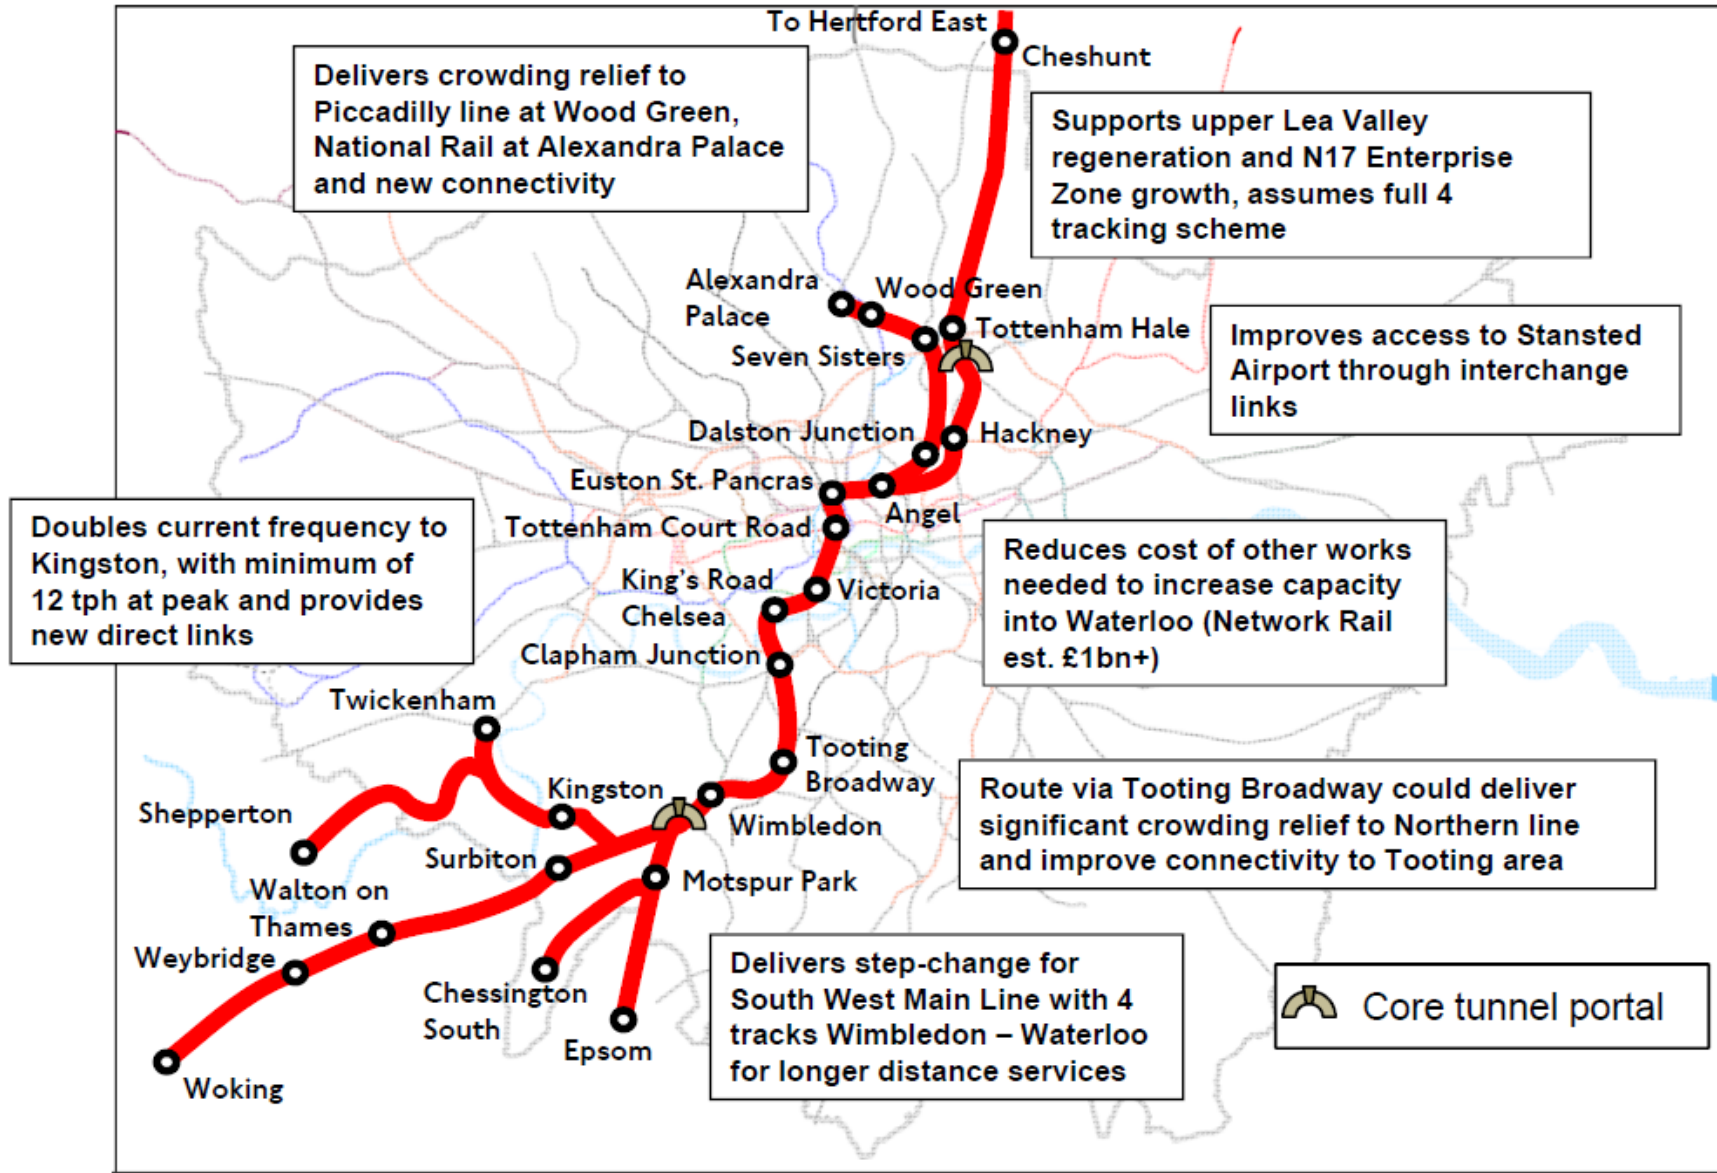 To Hertford East
Cheshunt
Delivers crowding relief to
Piccadilly line at Wood Green,
National Rail at Alexandra Palace
and new connectivity
Supports upper Lea Valley
regeneration and N17 Enterprise
Zone growth, assumes full 4
tracking scheme
Alexandra
Palace
Wood Green
Tottenham Hale
Seven Sisters
Improves access to Stansted
Airport through interchange
links
Dalston Junction
Hackney
Euston St. Pancras
Angel
Tottenham Court Road
Doubles current frequency to
Kingston, with minimum of
12 tph at peak and provides
new direct links
King's Road
Chelsea
Victoria
Reduces cost of other works
needed to increase capacity
into Waterloo (Network Rail
est. £1bn+)
Clapham Junction
Twickenham
Tooting
Broadway
Kingston
Wimbledon
Shepperton
Surbiton
Motspur Park
Route via Tooting Broadway could deliver
significant crowding relief to Northern line
and improve connectivity to Tooting area
Walton on
Thames
Weybridge
Chessington
South
Epsom
Woking
Delivers step-change for
South West Main Line with 4
tracks Wimbledon – Waterloo
for longer distance services
Core tunnel portal